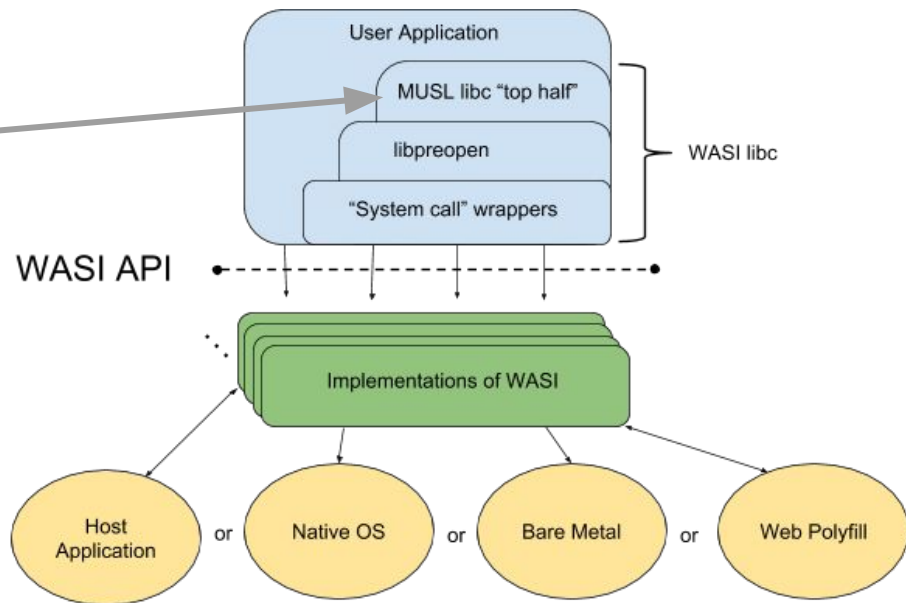 User Application
MUSL libc “top half”
libpreopen
WASI libc
“System call” wrappers
WASI API
Implementations of WASI
Host
Application
or
Native OS
or
Bare Metal
or
Web Polyfill